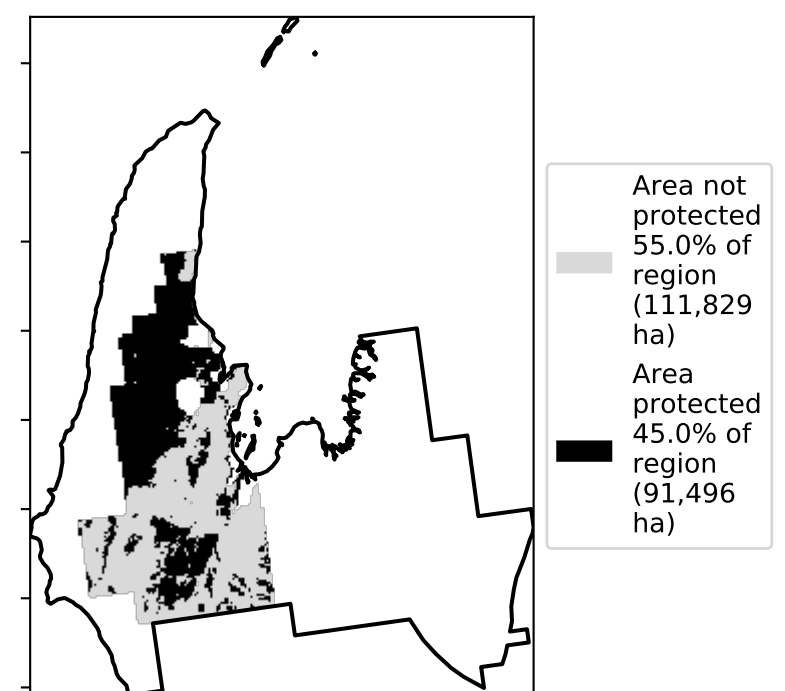 Area not
protected
55.0% of
region
(111,829
ha)
Area
protected
45.0% of
region
(91,496
ha)